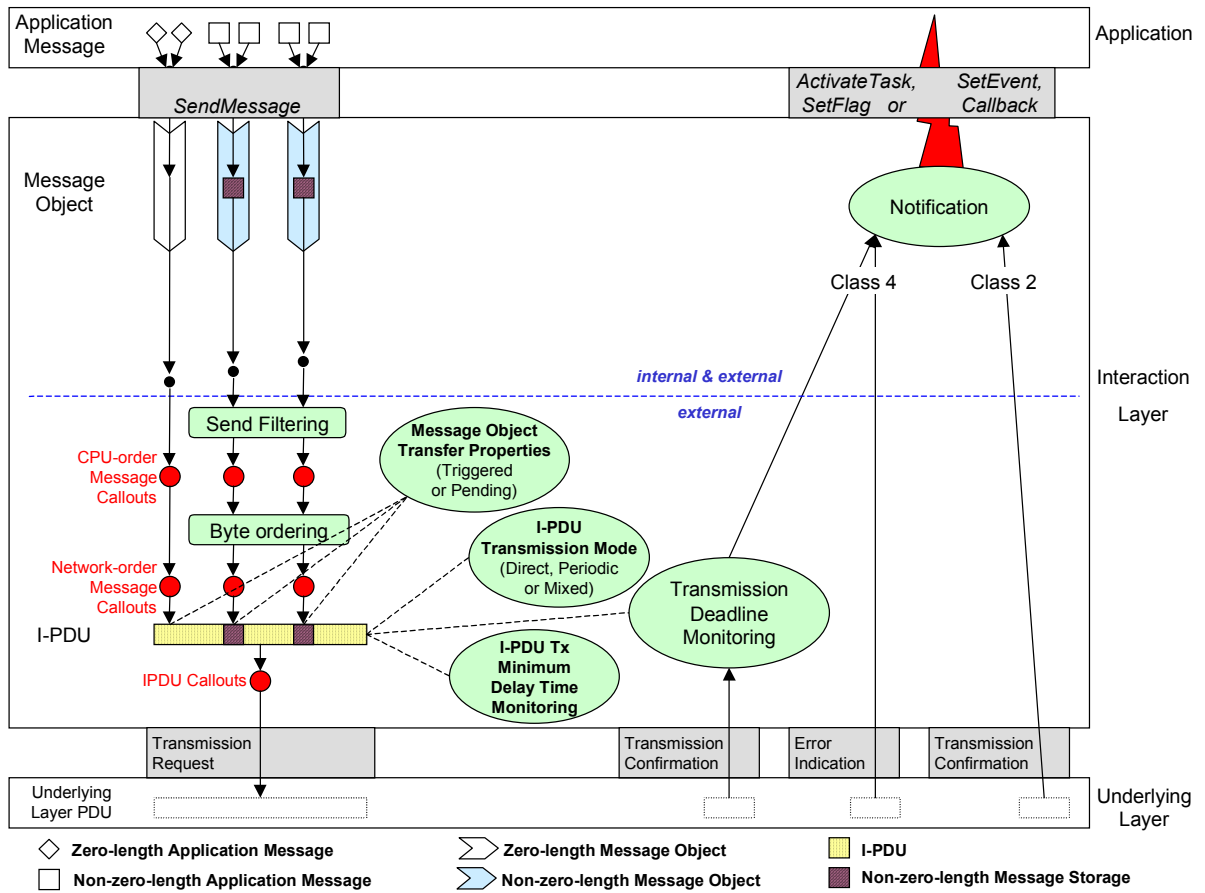 Application
Message
Application
SendMessage
ActivateTask, SetEvent,
SetFlag or Callback
Message
Object
Notification
Class 4
Class 2
internal & external
external
Interaction
Layer
Send Filtering
Message Object
Transfer Properties
(Triggered
or Pending)
CPU-order
Message
Callouts
Byte ordering
I-PDU
Transmission
Mode
(Direct, Periodic
or Mixed)
Network-order
Message
Callouts
Transmission
Deadline
Monitoring
I-PDU
I-PDU Tx
Minimum
Delay Time
Monitoring
IPDU Callouts
Transmission
Request
Transmission
Confirmation
Error
Indication
Transmission
Confirmation
Underlying
Layer PDU
Underlying
Layer
Zero-length Application Message
Zero-length Message Object
I-PDU
Non-zero-length Application Message
Non-zero-length Message Object
Non-zero-length Message Storage